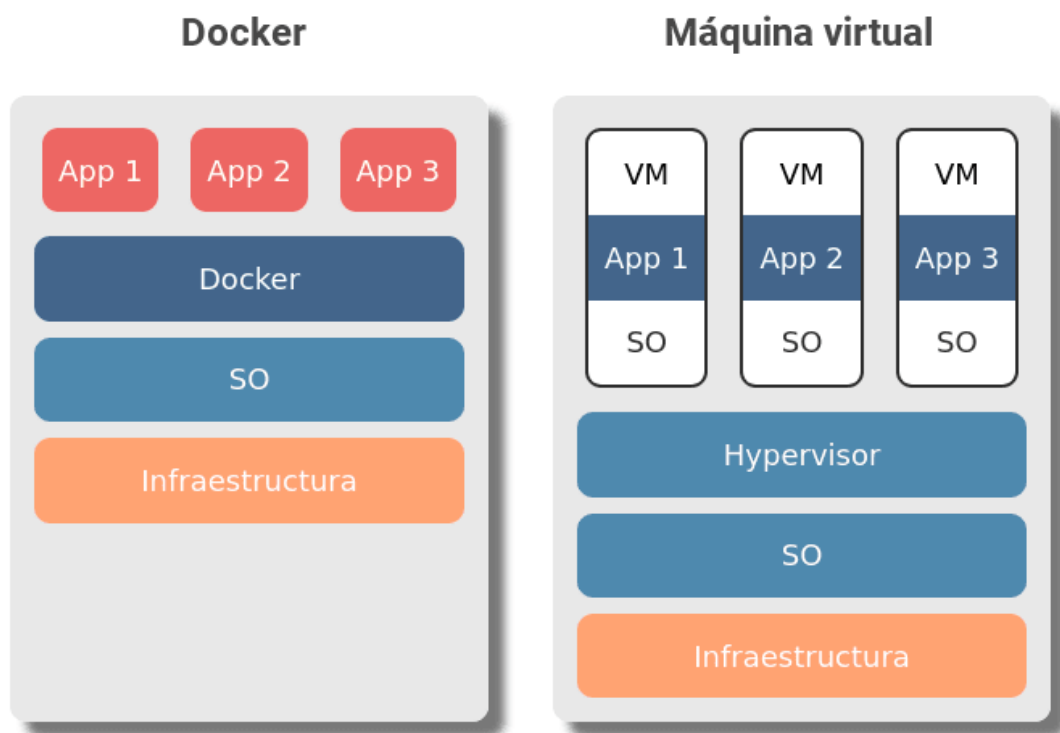 Docker
App 1
App 2
App 3
Docker
SO
Infraestructura
Máquina virtual
VM
App 1
SO
VM
App 2
SO
VM
App 3
SO
Hypervisor
SO
Infraestructura